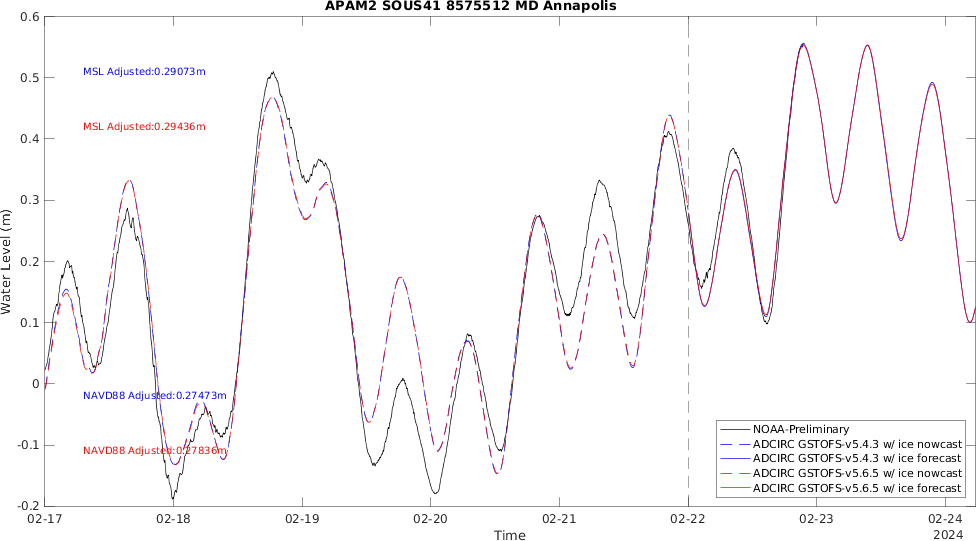 APAM2 SOUS41 8575512 MD Annapolis
0.6
0.5
0.4
0.3
0.2
0.1
0
-0.1
-0.2
Water Level (m)
MSL Adjusted:0.29073m
MSL Adjusted:0.29436m
NAVD88 Adjusted:0.27473m
NAVD88 Adjusted:0.27836m
NOAA-Preliminary
ADCIRC GSTOFS-v5.4.3 w/ ice nowcast
ADCIRC GSTOFS-v5.4.3 w/ ice forecast
ADCIRC GSTOFS-v5.6.5 w/ ice nowcast
ADCIRC GSTOFS-v5.6.5 w/ ice forecast
02-17 02-18 02-19 02-20 02-21 02-22 02-23 02-24
Time
2024